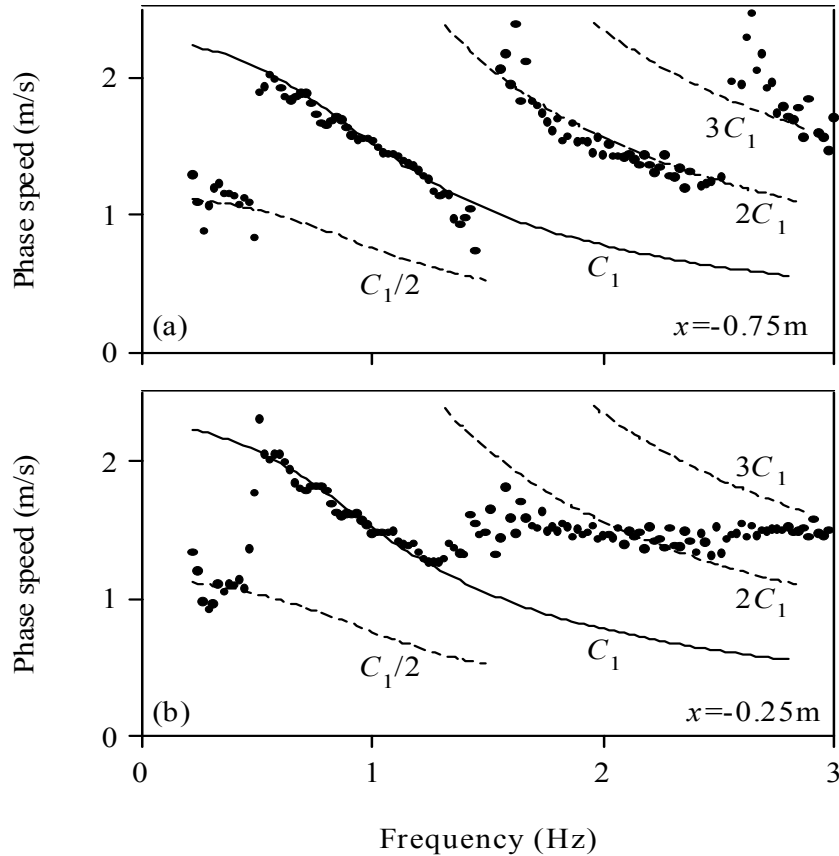 Phase speed (m/s)
2
1
0
3C₁
2C₁
C₁
C₁/2
(a)
x=-0.75m
Phase speed (m/s)
2
1
0
3C₁
2C₁
C₁
C₁/2
(b)
x=-0.25m
0 1 2 3
Frequency (Hz)